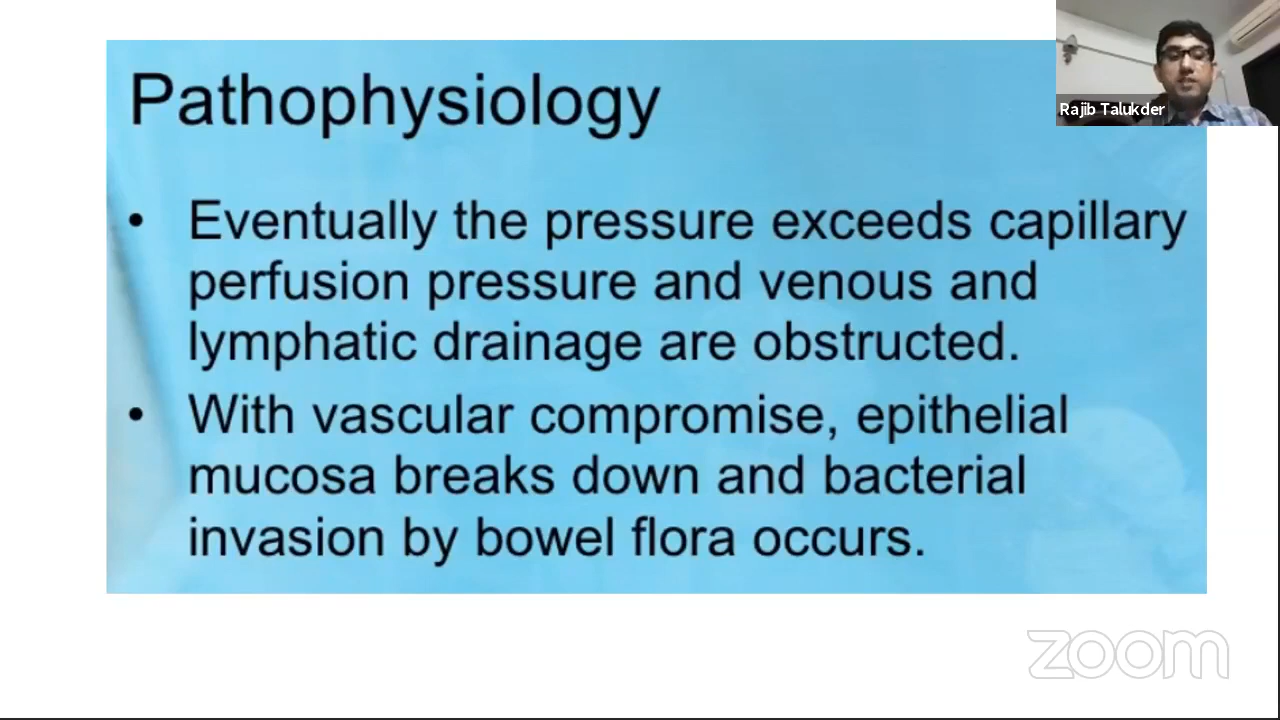 Pathophysiology
Rajib Talukder
• Eventually the pressure exceeds capillary
perfusion pressure and venous and
lymphatic drainage are obstructed.
• With vascular compromise, epithelial
mucosa breaks down and bacterial
invasion by bowel flora occurs.
zoom